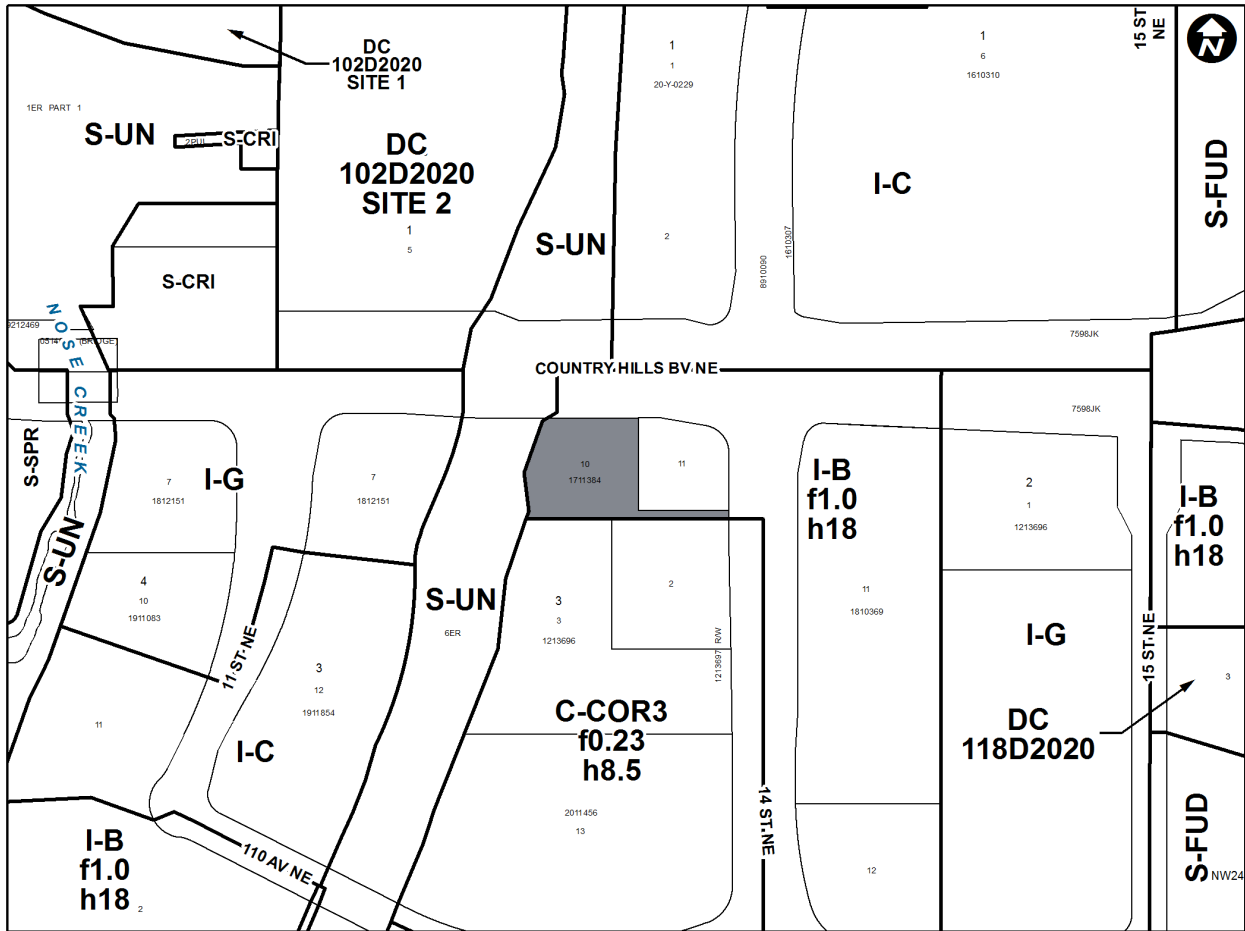 DC
102D2020
SITE 1
1
1
20-Y-0229
1
6
1610310
15 ST
NE
N
1ER PART 1
S-UN
2PUL
S-CRI
DC
102D2020
SITE 2
1
5
S-UN
2
I-C
S-FUD
8910090
1610307
S-CRI
NOSE CREEK
9212469
(BRIDGE)
7598JK
COUNTRY HILLS BV NE
7598JK
S-SPR
S-UN
7
1812151
I-G
7
1812151
10
1711384
11
I-B
f1.0
h18
2
1
1213696
I-B
f1.0
h18
4
10
1911083
S-UN
6ER
3
3
1213696
2
11
1810369
1213697 R/W
I-G
15 ST NE
11 ST NE
3
12
1911854
3
11
I-C
C-COR3
f0.23
h8.5
DC
118D2020
2011456
13
14 ST NE
I-B
f1.0
h18
2
110 AV NE
12
S-FUD
NW24